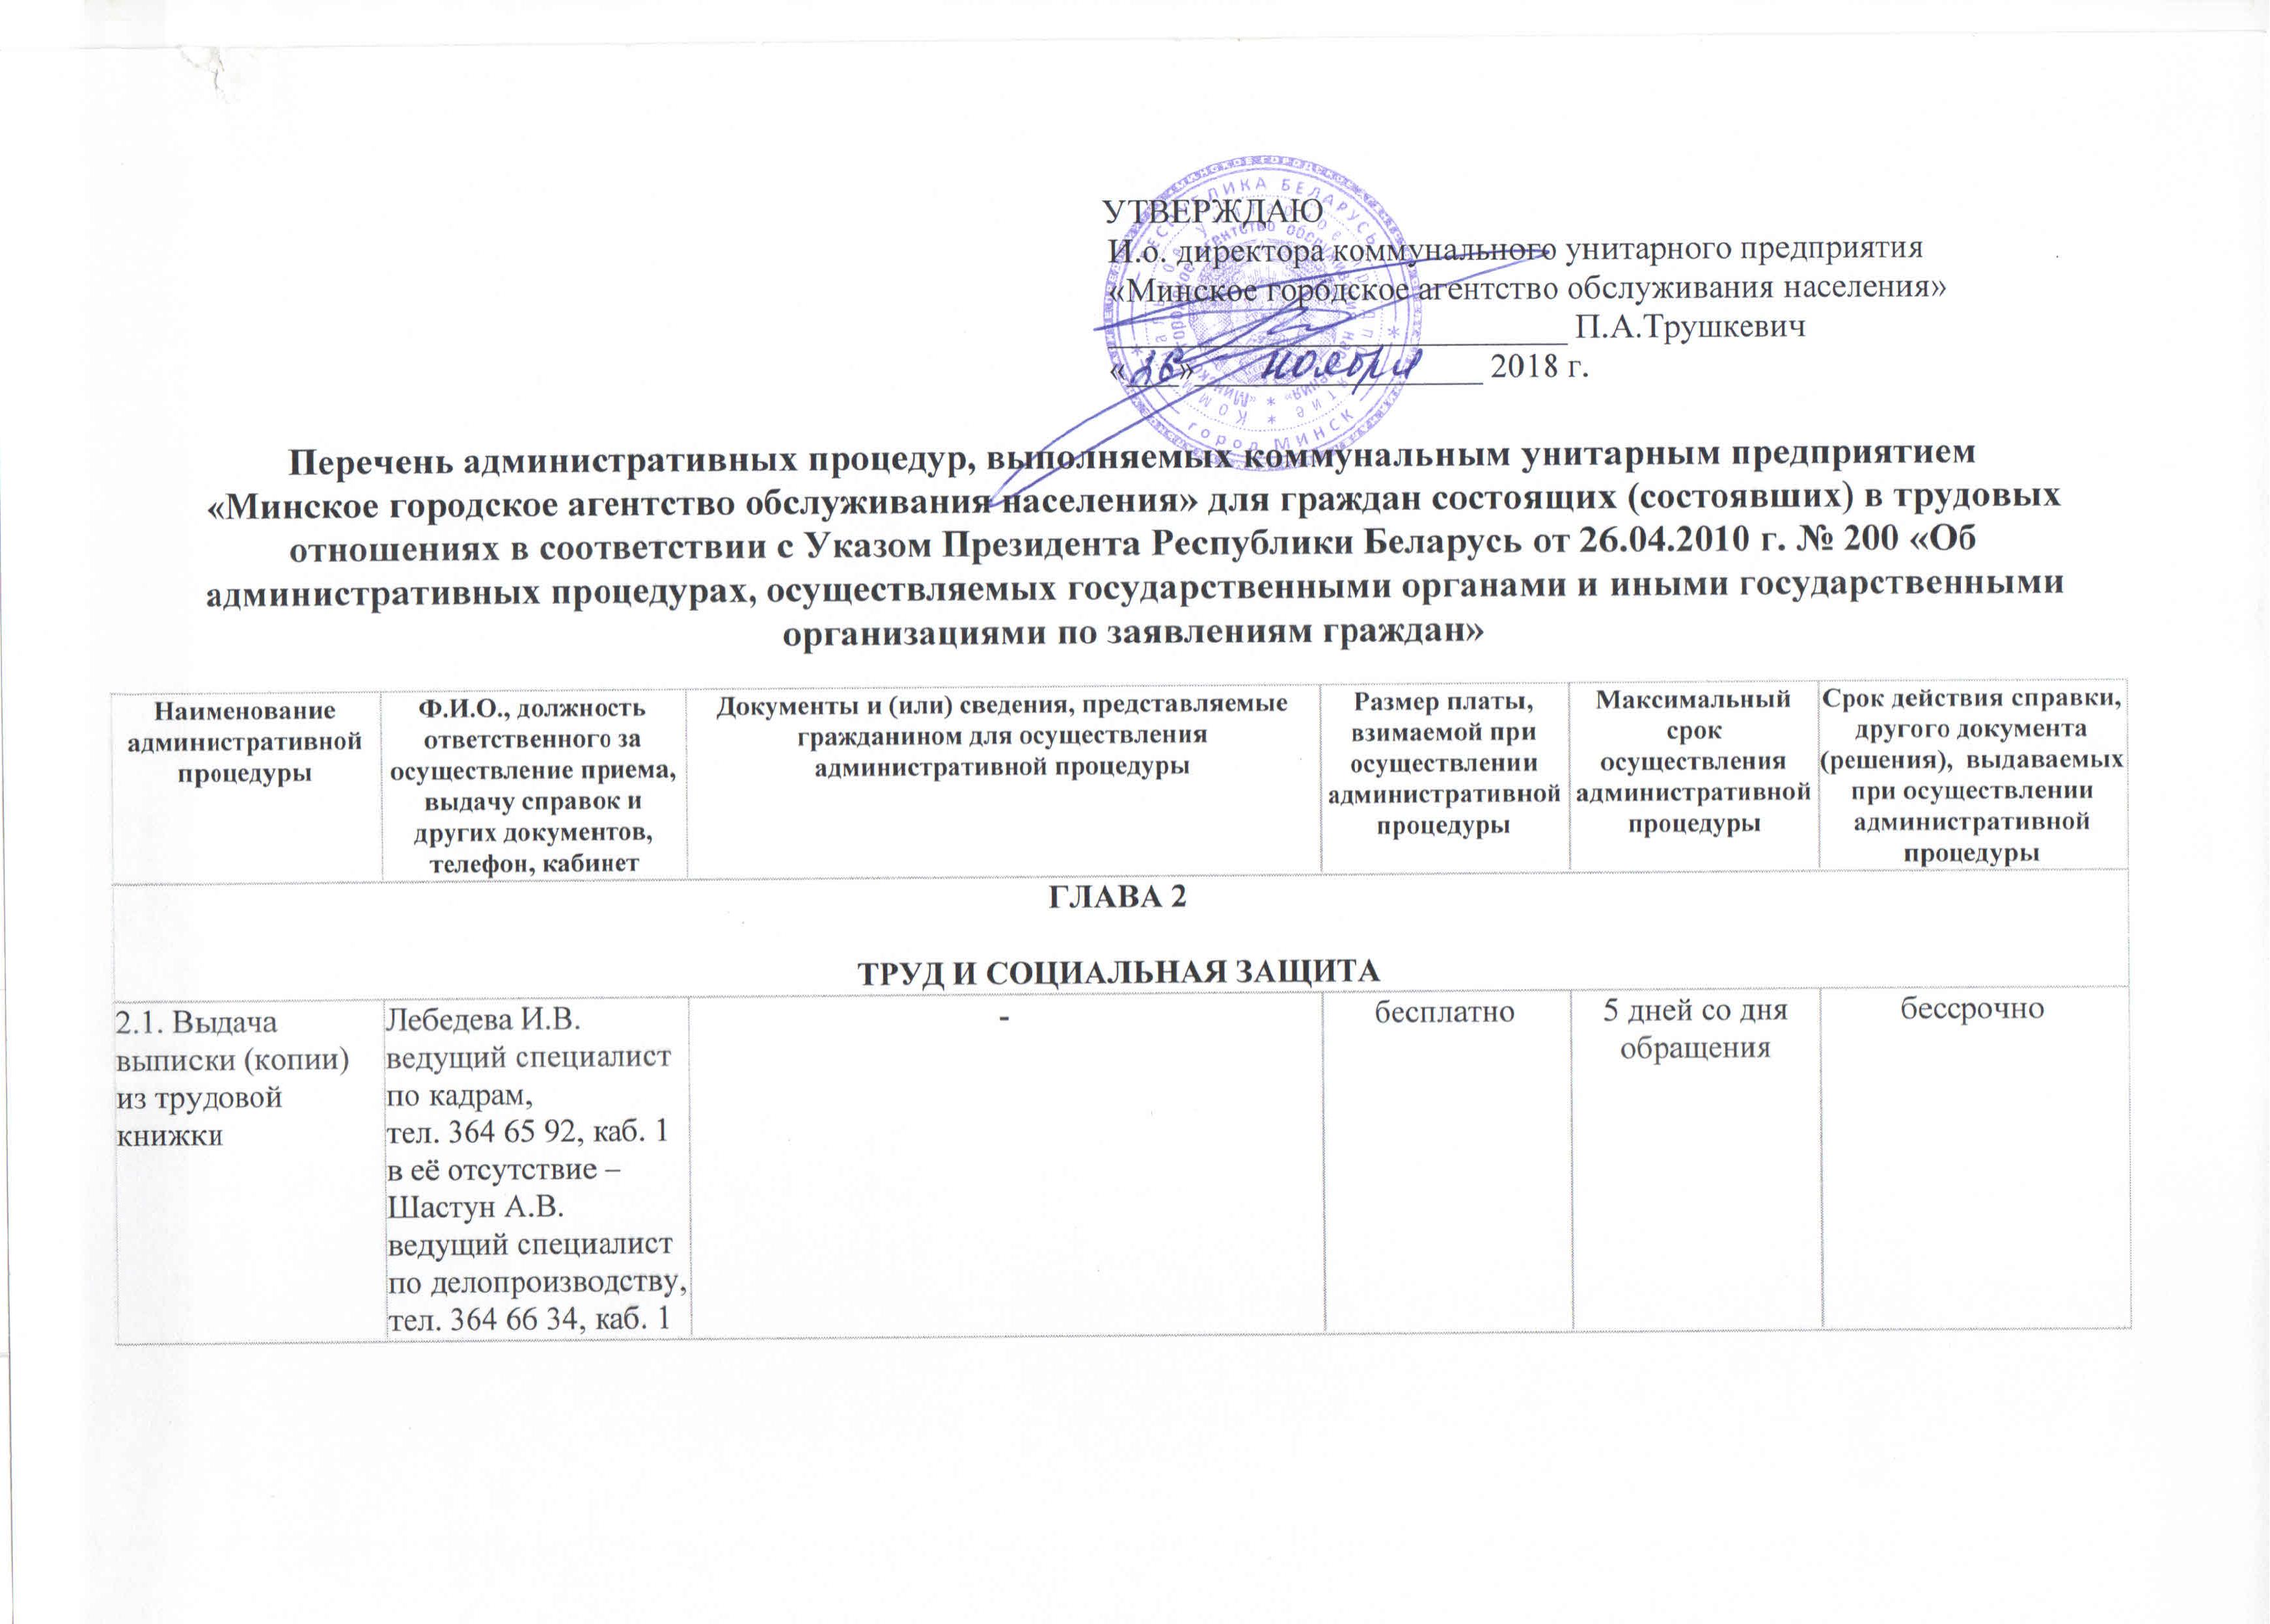 УТВЕРЖДАЮ
И.о. директора коммунального унитарного предприятия
«Минское городское агентство обслуживания населения»
П.А.Трушкевич
«26» ноября 2018 г.
РЕСПУБЛИКА БЕЛАРУСЬ
город МИНСК
Перечень административных процедур, выполняемых коммунальным унитарным предприятием
«Минское городское агентство обслуживания населения» для граждан состоящих (состоявших) в трудовых
отношениях в соответствии с Указом Президента Республики Беларусь от 26.04.2010 г. № 200 «Об
административных процедурах, осуществляемых государственными органами и иными государственными
организациями по заявлениям граждан»
Наименование
административной
процедуры
Ф.И.О., должность
ответственного за
осуществление приема,
выдачу справок и
других документов,
телефон, кабинет
Документы и (или) сведения, представляемые
гражданином для осуществления
административной процедуры
Размер платы,
взимаемой при
осуществлении
административной
процедуры
Максимальный
срок
осуществления
административной
процедуры
Срок действия справки,
другого документа
(решения), выдаваемых
при осуществлении
административной
процедуры
ГЛАВА 2
ТРУД И СОЦИАЛЬНАЯ ЗАЩИТА
2.1. Выдача
выписки (копии)
из трудовой
книжки
Лебедева И.В.
ведущий специалист
по кадрам,
тел. 364 65 92, каб. 1
в её отсутствие –
Шастун А.В.
ведущий специалист
по делопроизводству,
тел. 364 66 34, каб. 1
-
бесплатно
5 дней со дня
обращения
бессрочно